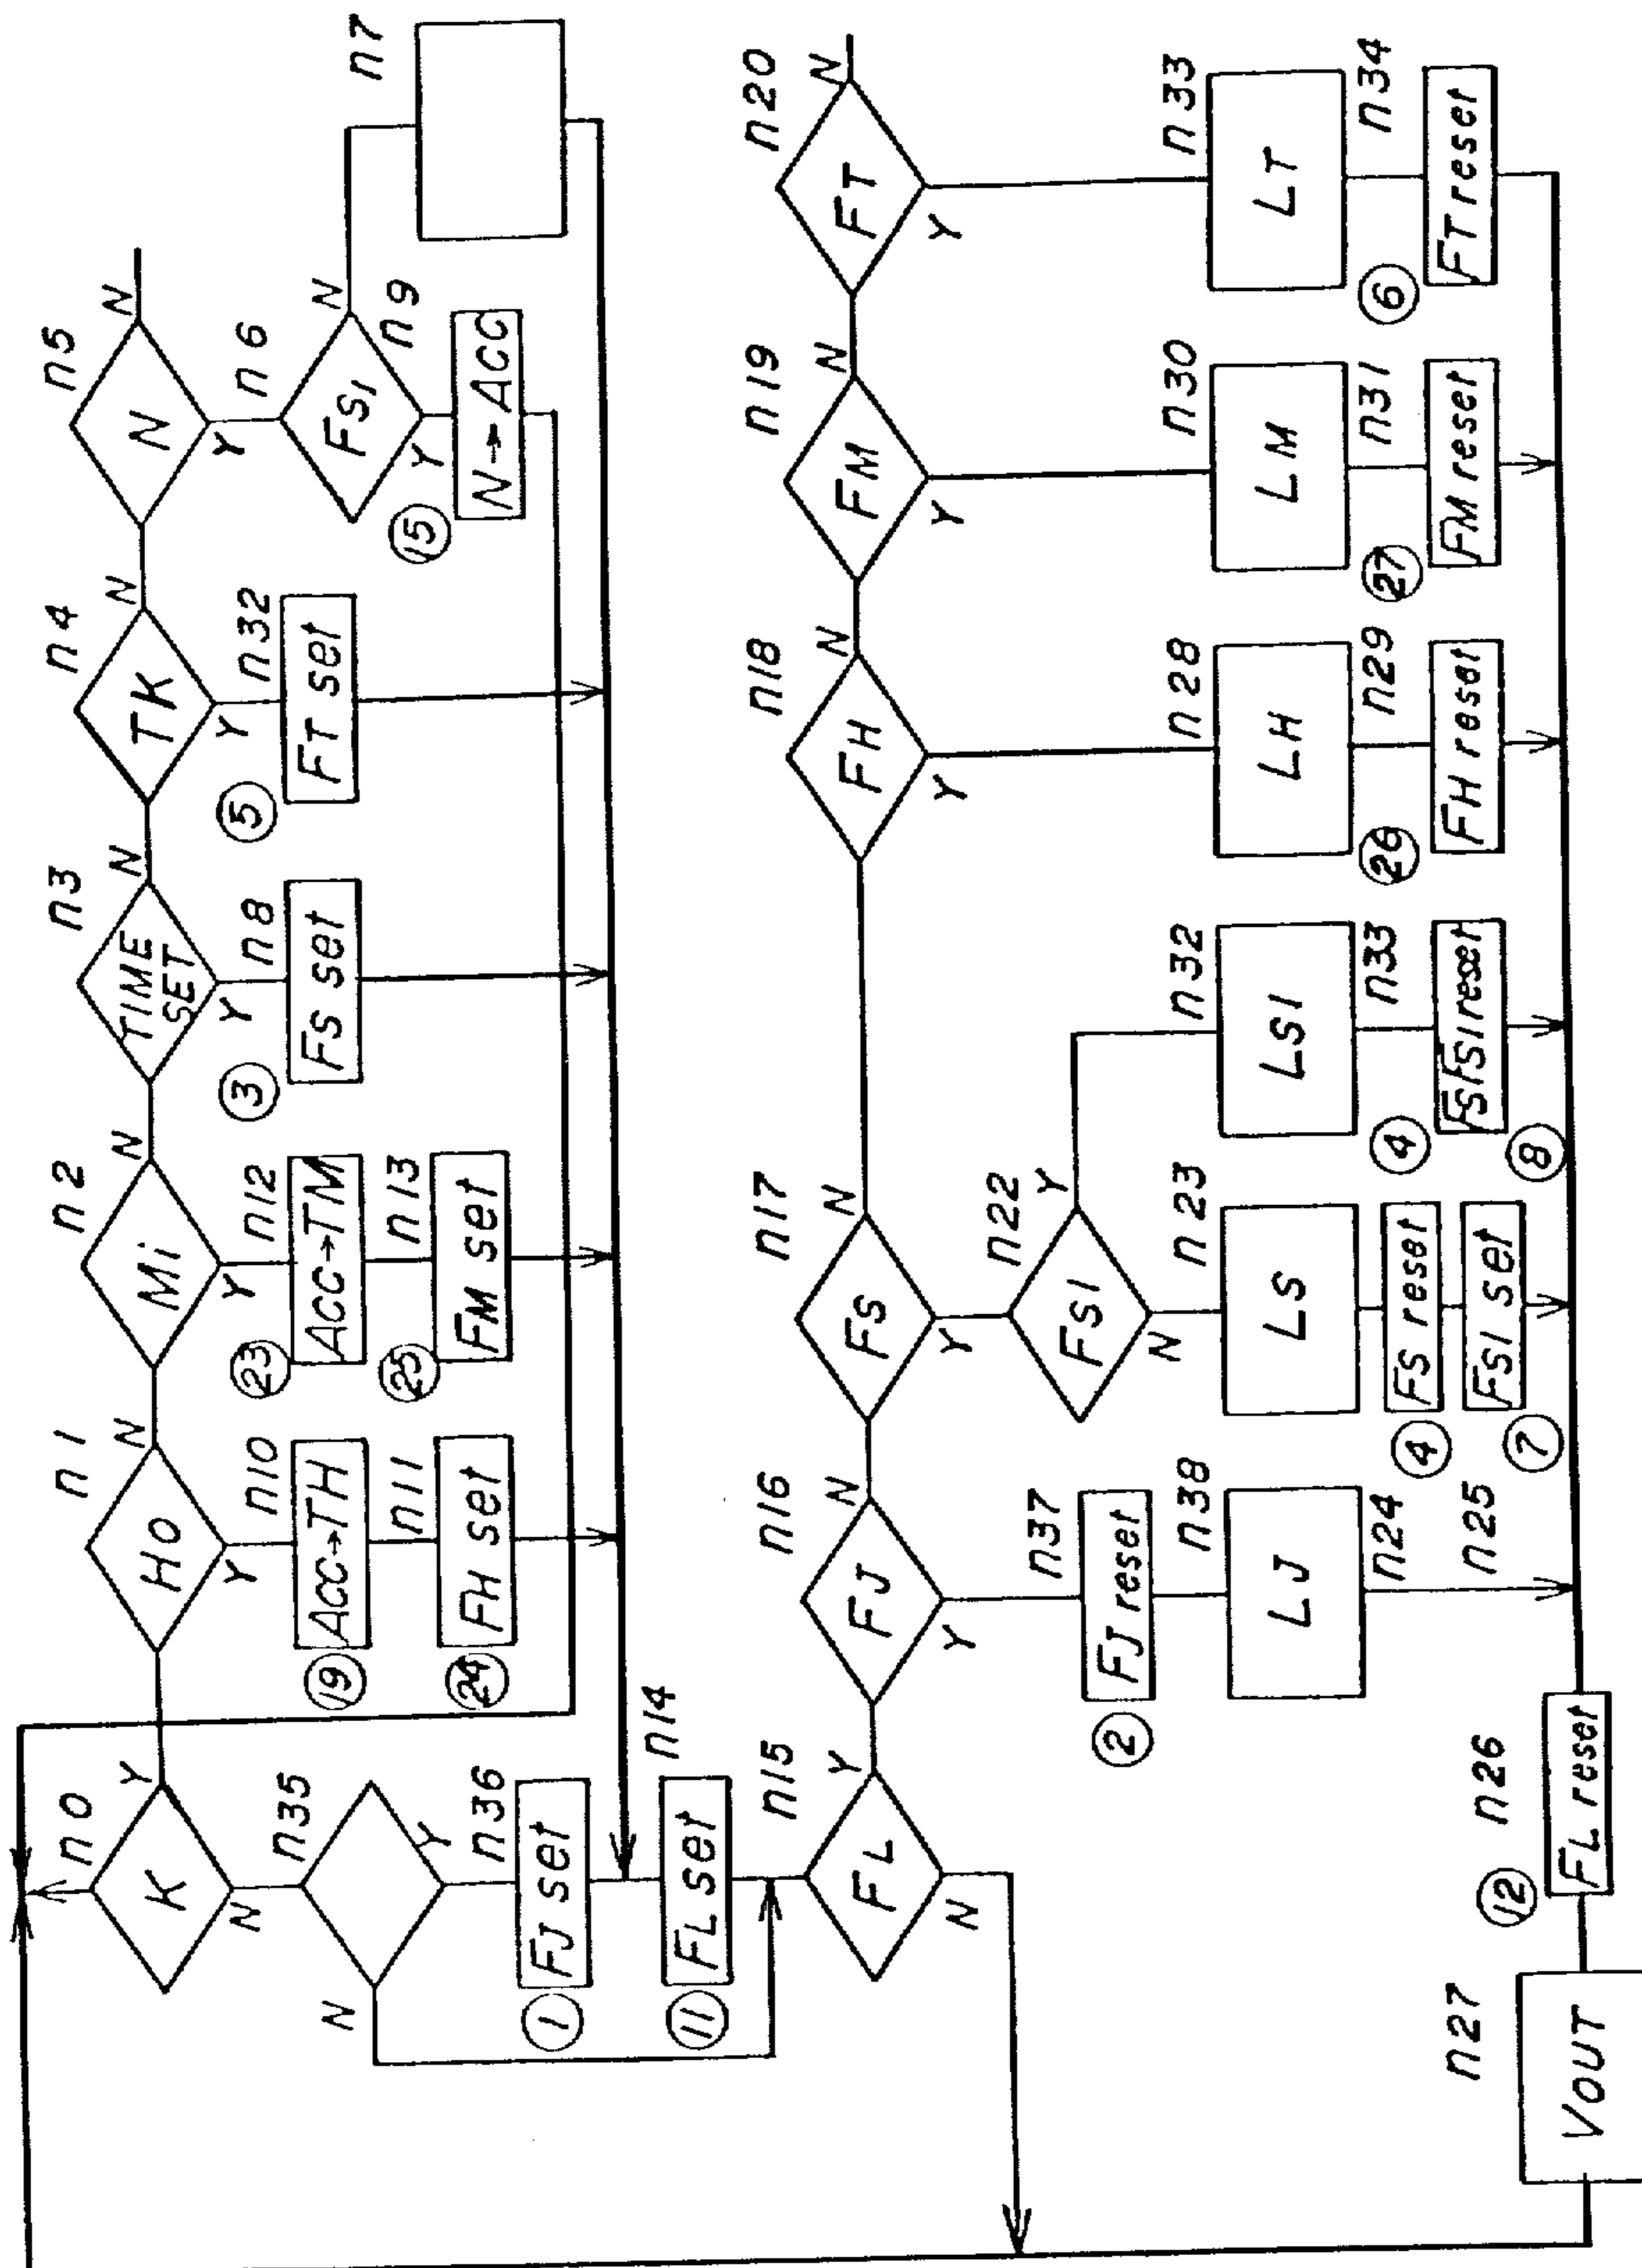 n0
K
Y
N
n1
HO
N
Y
n2
Mi
N
Y
n3
TIME
SET
N
Y
n4
TK
N
Y
n5
N
N
Y
n35
Y
N
n10
19
Acc→TH
n12
23
Acc→TM
n8
3
Fs set
n32
5
FT set
n6
Fs1
N
Y
n7
n36
1
FJ set
n11
24
FH set
n13
25
FM set
n9
15
N→Acc
n14
11
FL set
n15
FL
Y
N
n16
FJ
N
Y
n17
FS
N
Y
n18
FH
N
Y
n19
FM
N
Y
n20
FT
N
Y
n37
2
FJ reset
n22
FS1
Y
N
n38
LJ
n23
LS
n32
LS1
n28
LH
n30
LM
n33
LT
n24
4
FS reset
n33
4
FSFS1 reset
8
n29
26
FH reset
n31
27
FM reset
n34
6
FT reset
n25
7
FS1 set
n26
12
FL reset
n27
VOUT